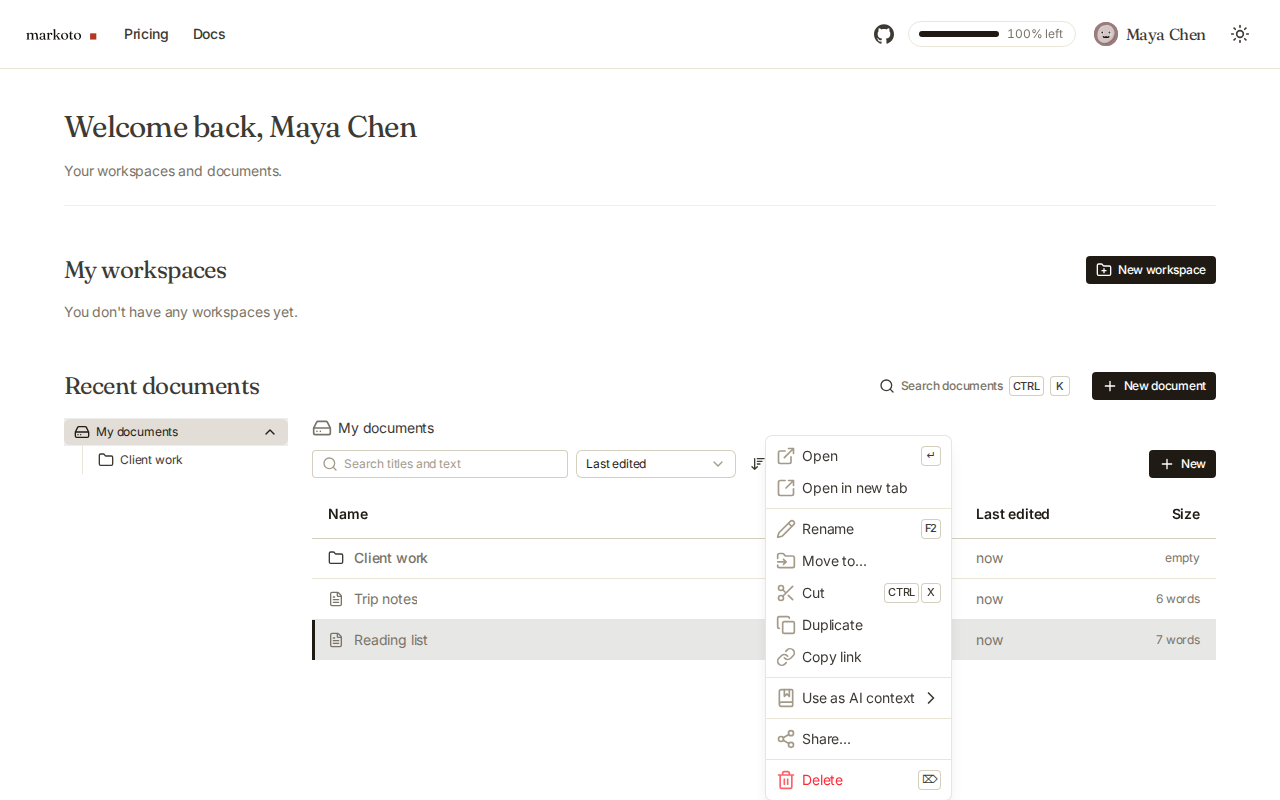 markoto
Pricing
Docs
100% left
Maya Chen
Welcome back, Maya Chen
Your workspaces and documents.
My workspaces
New workspace
You don't have any workspaces yet.
Recent documents
Search documents CTRL K
New document
My documents
Client work
My documents
Search titles and text
Last edited
New
Name
Last edited
Size
Client work
now
empty
Trip notes
now
6 words
Reading list
now
7 words
Open ↵
Open in new tab
Rename F2
Move to...
Cut CTRL X
Duplicate
Copy link
Use as AI context
Share...
Delete ⌦